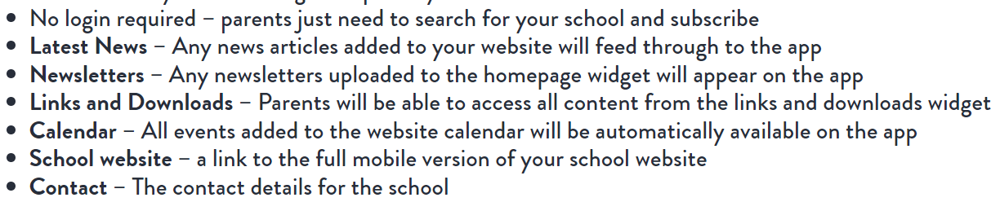 • No login required – parents just need to search for your school and subscribe
• Latest News – Any news articles added to your website will feed through to the app
• Newsletters – Any newsletters uploaded to the homepage widget will appear on the app
• Links and Downloads – Parents will be able to access all content from the links and downloads widget
• Calendar – All events added to the website calendar will be automatically available on the app
• School website – a link to the full mobile version of your school website
• Contact – The contact details for the school